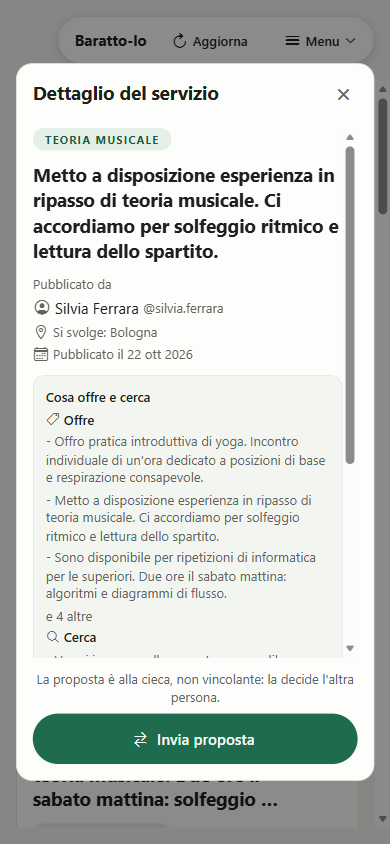 Baratto-lo
Aggiorna
Menu
Dettaglio del servizio
TEORIA MUSICALE
Metto a disposizione esperienza in
ripasso di teoria musicale. Ci
accordiamo per solfeggio ritmico e
lettura dello spartito.
Pubblicato da
Silvia Ferrara @silvia.ferrara
Si svolge: Bologna
Pubblicato il 22 ott 2026
Cosa offre e cerca
Offre
- Offro pratica introduttiva di yoga. Incontro
individuale di un'ora dedicato a posizioni di base
e respirazione consapevole.
- Metto a disposizione esperienza in ripasso di
teoria musicale. Ci accordiamo per solfeggio
ritmico e lettura dello spartito.
- Sono disponibile per ripetizioni di informatica
per le superiori. Due ore il sabato mattina:
algoritmi e diagrammi di flusso.
e 4 altre
Cerca
La proposta è alla cieca, non vincolante: la decide l'altra
persona.
Invia proposta
sabato mattina: solfeggio ...